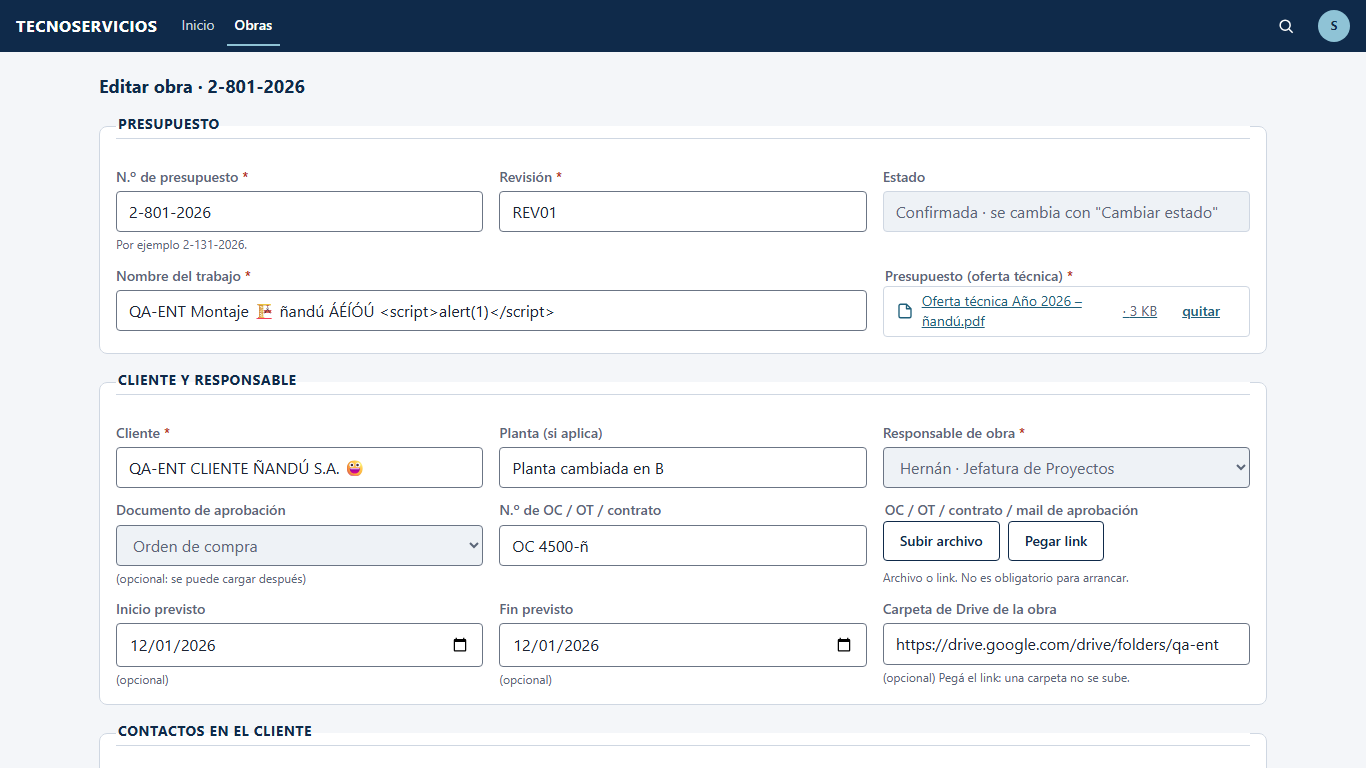 TECNOSERVICIOS Inicio Obras S
Editar obra · 2-801-2026
PRESUPUESTO
N.º de presupuesto * Revisión * Estado
2-801-2026 REV01 Confirmada · se cambia con "Cambiar estado"
Por ejemplo 2-131-2026.
Nombre del trabajo * Presupuesto (oferta técnica) *
QA-ENT Montaje 🏗️ ñandú ÁÉÍÓÚ <script>alert(1)</script>
Oferta técnica Año 2026 – ñandú.pdf · 3 KB quitar
CLIENTE Y RESPONSABLE
Cliente * Planta (si aplica) Responsable de obra *
QA-ENT CLIENTE ÑANDÚ S.A. 🤪 Planta cambiada en B Hernán · Jefatura de Proyectos
Documento de aprobación N.º de OC / OT / contrato OC / OT / contrato / mail de aprobación
Orden de compra OC 4500-ñ Subir archivo Pegar link
(opcional: se puede cargar después) Archivo o link. No es obligatorio para arrancar.
Inicio previsto Fin previsto Carpeta de Drive de la obra
12/01/2026 12/01/2026 https://drive.google.com/drive/folders/qa-ent
(opcional) (opcional) (opcional) Pegá el link: una carpeta no se sube.
CONTACTOS EN EL CLIENTE